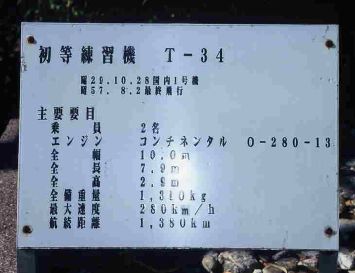 初等練習機 T-34
昭29.10.28国内1号機
昭57.8.2最終飛行
主要要目
乗員 2名
エンジン コンチネンタル O-280-13
全幅 10.0m
全長 7.9m
全高 2.9m
全備重量 1,310kg
最大速度 280km/h
航続距離 1,380km